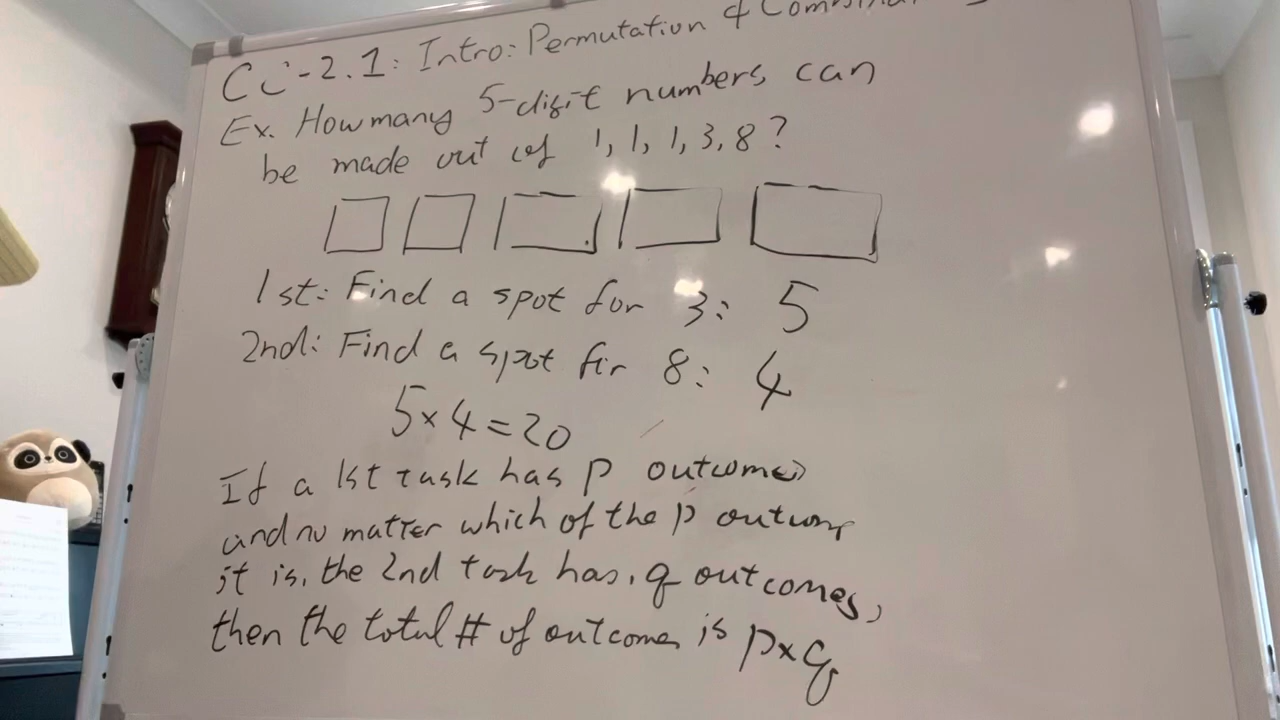 CC-2.1: Intro: Permutation &
Ex. How many 5-digit numbers can
be made out of 1, 1, 1, 3, 8?
1st: Find a spot for 3: 5
2nd: Find a spot for 8: 4
5×4=20
If a 1st task has p outcomes
and no matter which of the p outcome
it is, the 2nd task has, q outcomes,
then the total # of outcomes is p×q